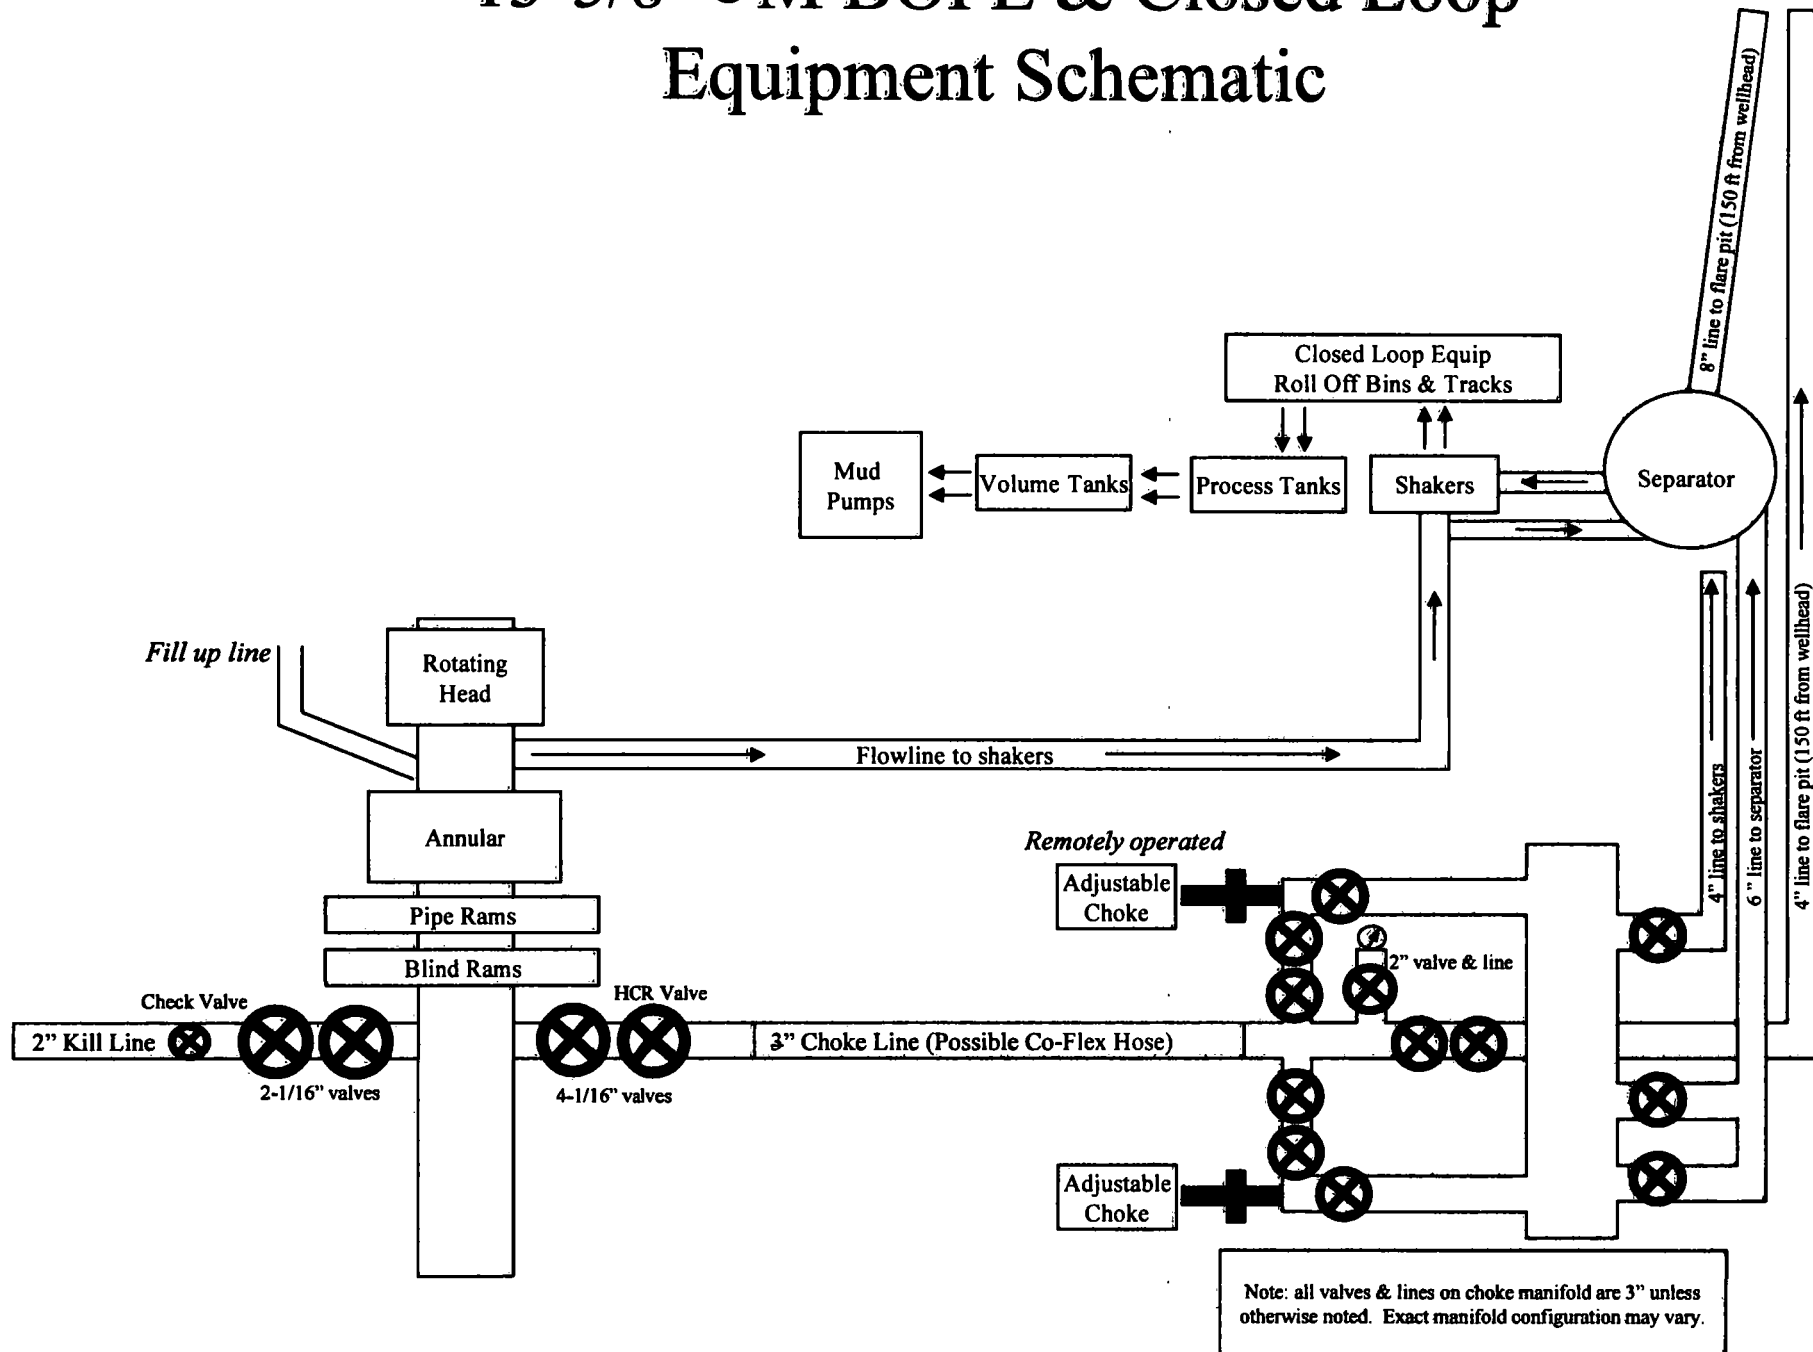 BOPE & Closed Loop
Equipment Schematic
8” line to flare pit (150 ft from wellhead)
Closed Loop Equip
Roll Off Bins & Tracks
Mud
Pumps
Volume Tanks
Process Tanks
Shakers
Separator
Fill up line
Rotating
Head
Flowline to shakers
Annular
Pipe Rams
Blind Rams
Check Valve
HCR Valve
2” Kill Line
3” Choke Line (Possible Co-Flex Hose)
2-1/16” valves
4-1/16” valves
Remotely operated
Adjustable
Choke
2” valve & line
Adjustable
Choke
4” line to shakers
6” line to separator
4” line to flare pit (150 ft from wellhead)
Note: all valves & lines on choke manifold are 3” unless
otherwise noted. Exact manifold configuration may vary.